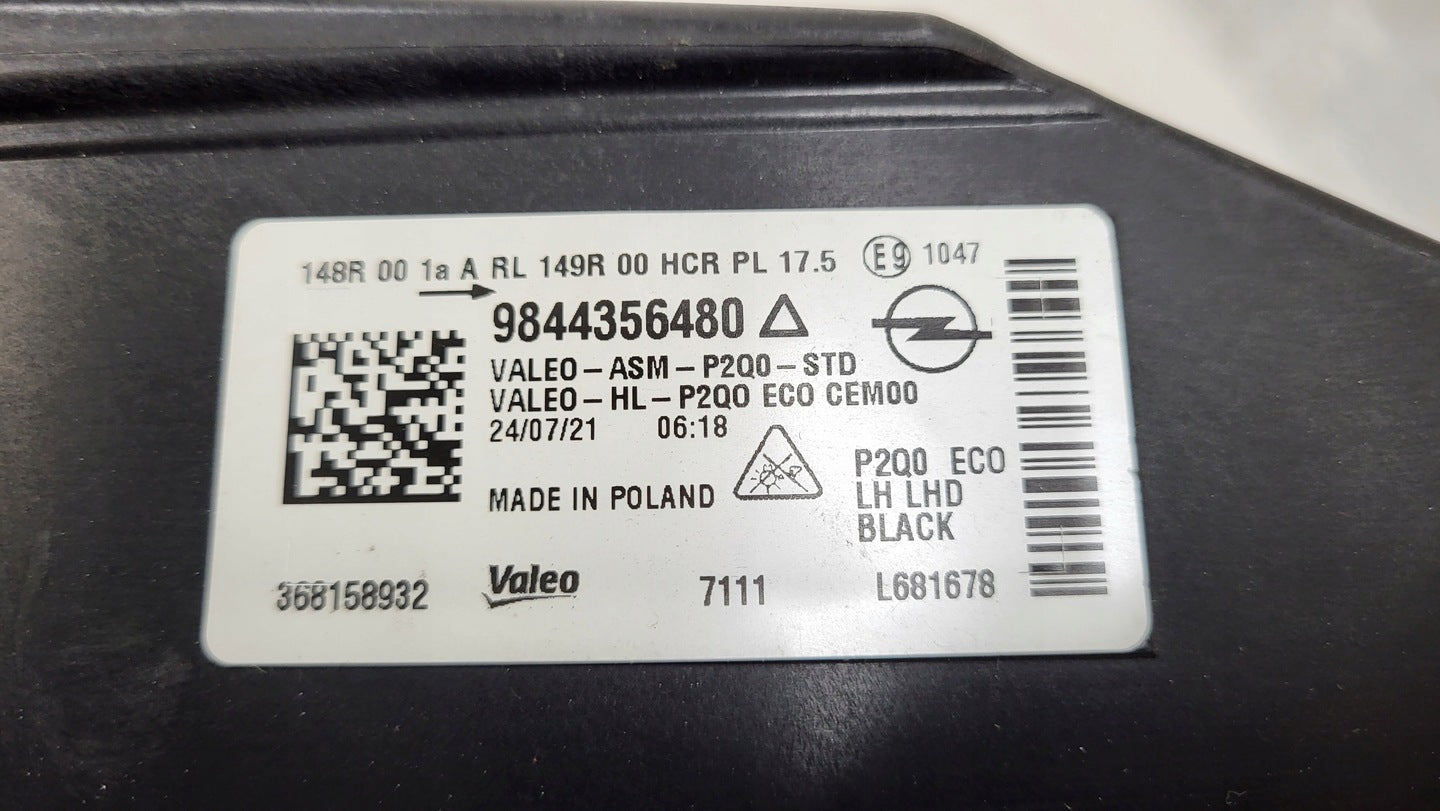 148R 00 1a A RL 149R 00 HCR PL 17.5 E9 1047
9844356480
VALEO-ASM-P2Q0-STD
VALEO-HL-P2Q0 ECO CEM00
24/07/21 06:18
MADE IN POLAND
P2Q0 ECO
LH LHD
BLACK
368158932 Valeo 7111 L681678